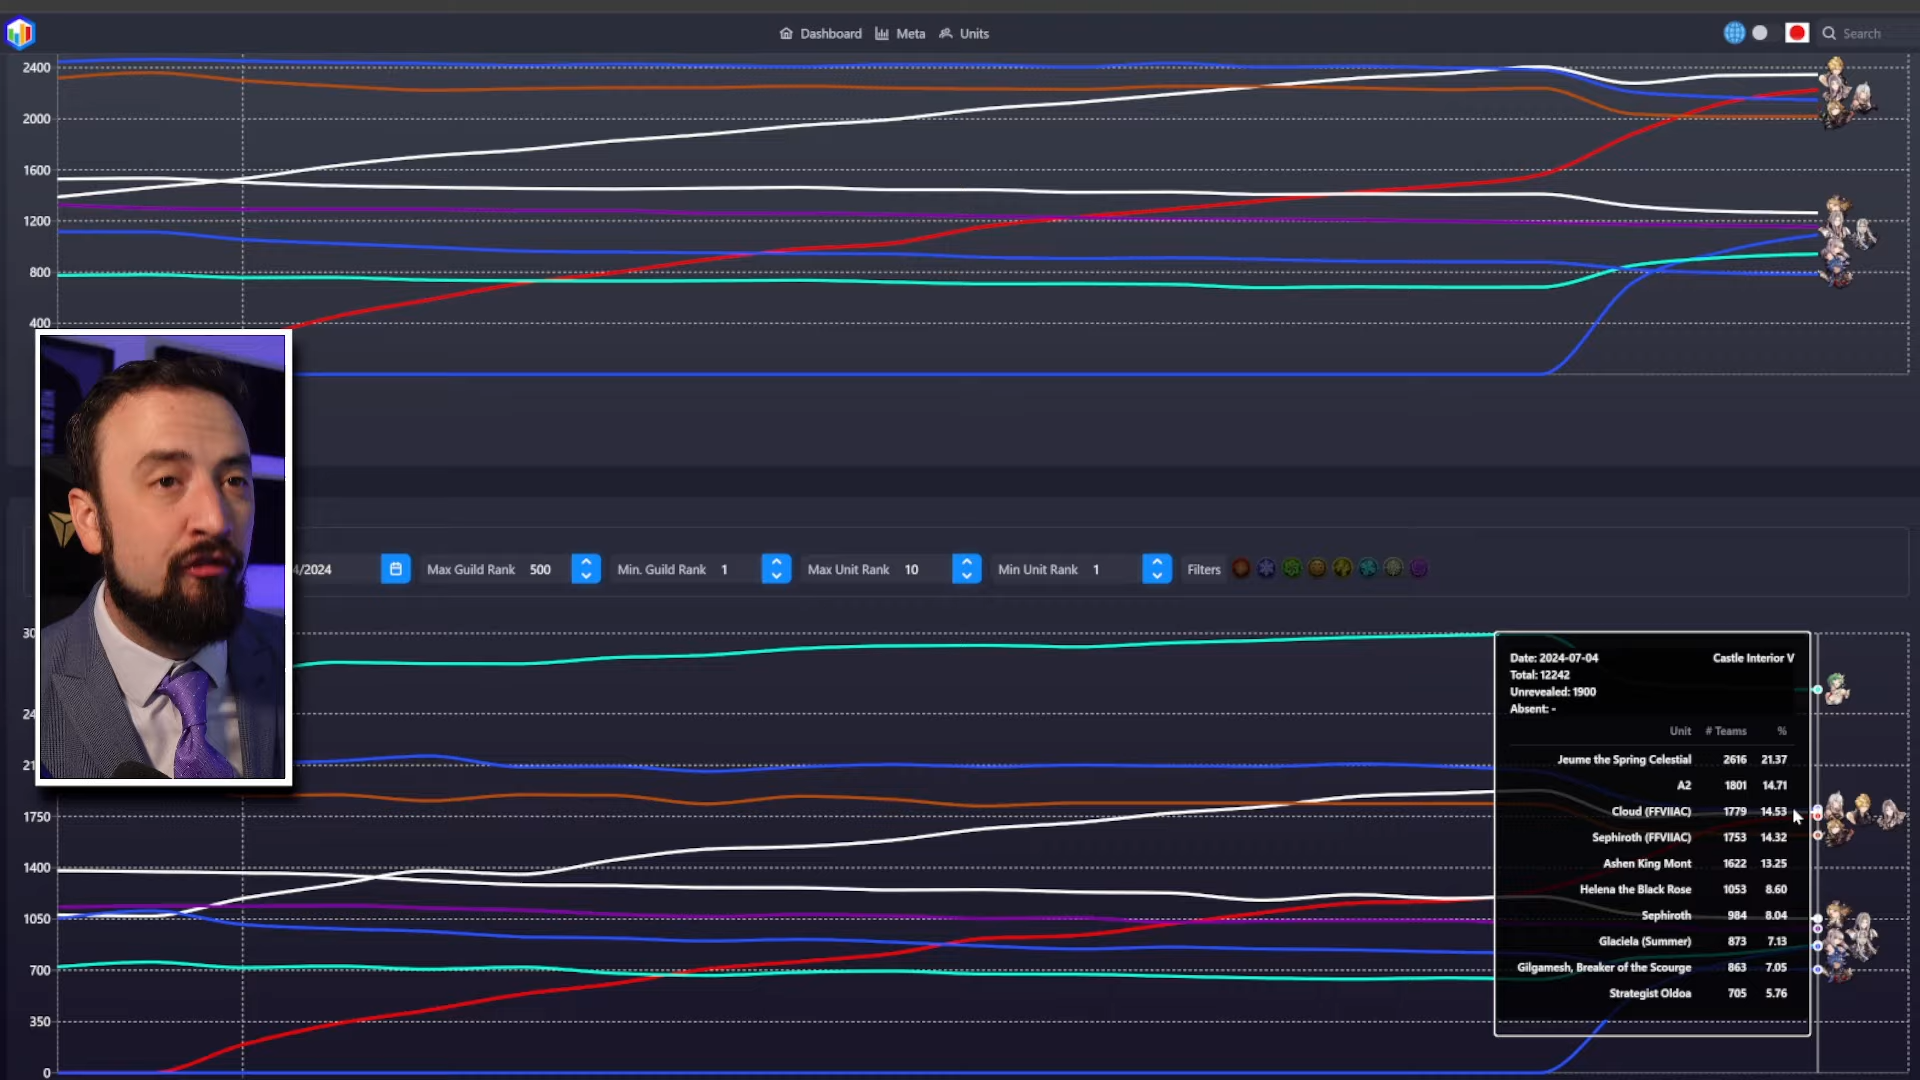 Dashboard Meta Units Search
2400
2000
1600
1200
800
400
4/2024 Max Guild Rank 500 Min. Guild Rank 1 Max Unit Rank 10 Min Unit Rank 1 Filters
1750
1400
1050
700
350
0
Date: 2024-07-04 Castle Interior V
Total: 12242
Unrevealed: 1900
Absent: -
Unit # Teams %
Jeume the Spring Celestial 2616 21.37
A2 1801 14.71
Cloud (FFVIIAC) 1779 14.53
Sephiroth (FFVIIAC) 1753 14.32
Ashen King Mont 1622 13.25
Helena the Black Rose 1053 8.60
Sephiroth 984 8.04
Glaciela (Summer) 873 7.13
Gilgamesh, Breaker of the Scourge 863 7.05
Strategist Oldoa 705 5.76